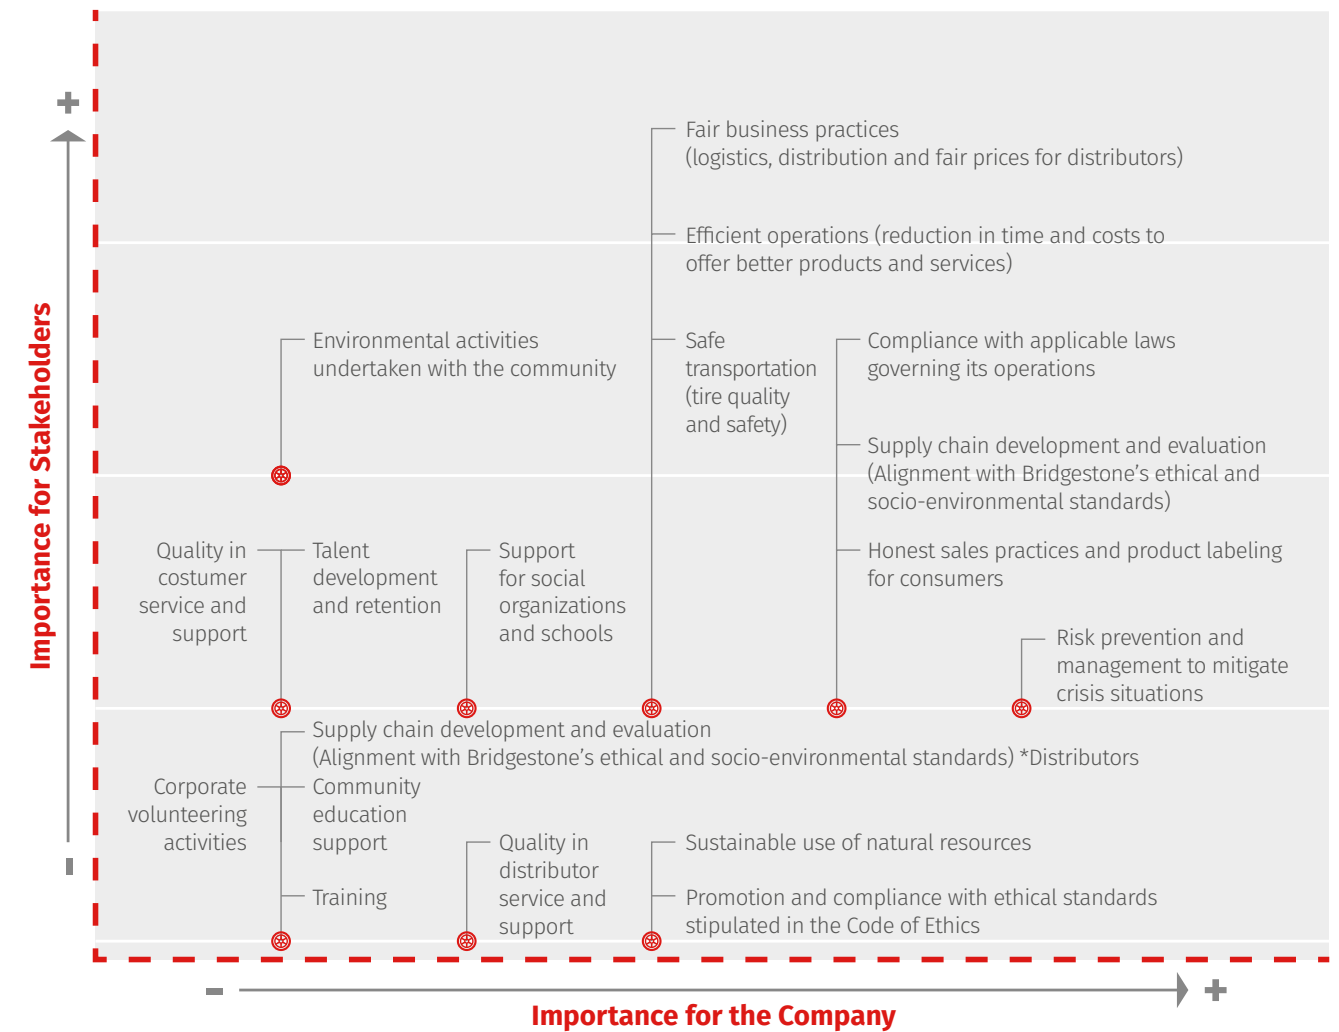 +
Fair business practices
(logistics, distribution and fair prices for distributors)
Efficient operations (reduction in time and costs to
offer better products and services)
Environmental activities
undertaken with the community
Safe
transportation
(tire quality
and safety)
Compliance with applicable laws
governing its operations
Supply chain development and evaluation
(Alignment with Bridgestone’s ethical and
socio-environmental standards)
Honest sales practices and product labeling
for consumers
Importance for Stakeholders
Quality in
costumer
service and
support
Talent
development
and retention
Support
for social
organizations
and schools
Risk prevention and
management to mitigate
crisis situations
Supply chain development and evaluation
(Alignment with Bridgestone’s ethical and socio-environmental standards) *Distributors
Corporate
volunteering
activities
Community
education
support
Training
Quality in
distributor
service and
support
Sustainable use of natural resources
Promotion and compliance with ethical standards
stipulated in the Code of Ethics
-
- +
Importance for the Company